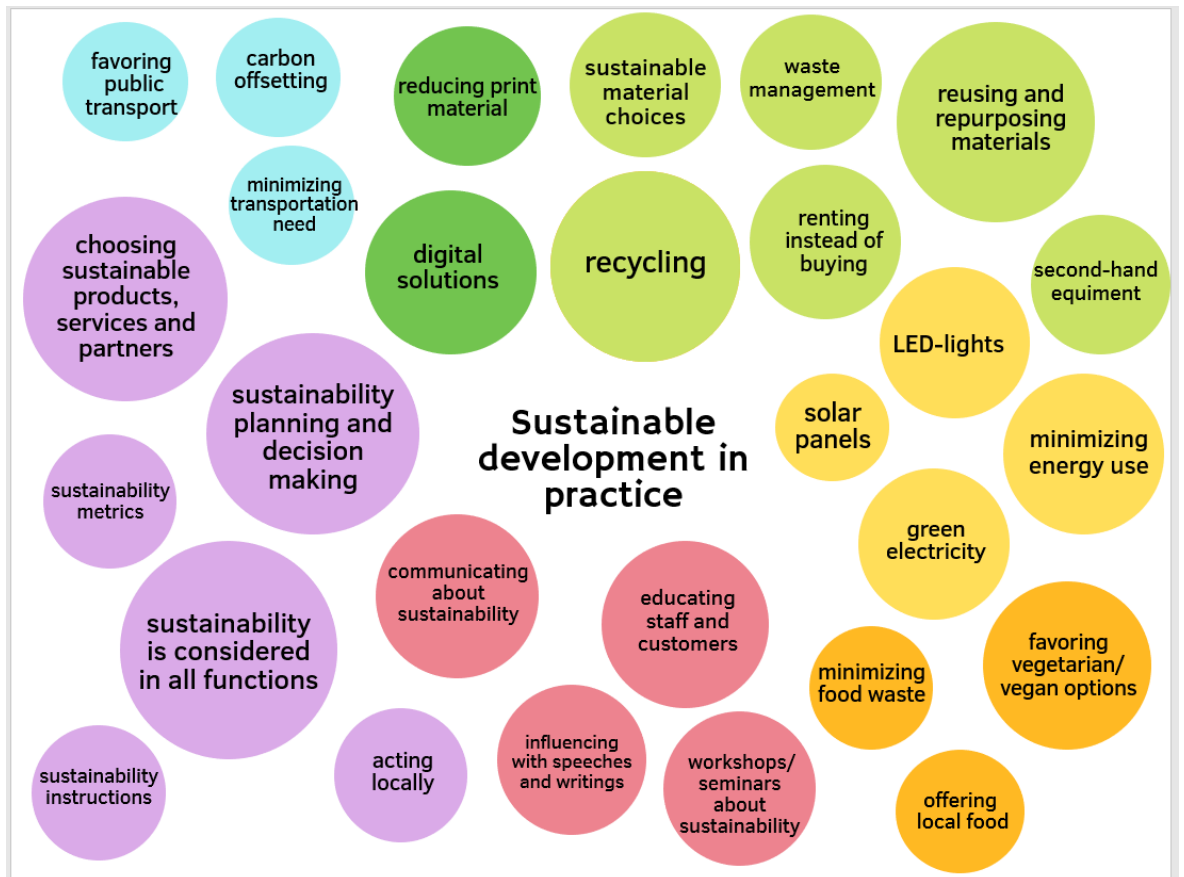 favoring
public
transport
carbon
offsetting
reducing print
material
sustainable
material
choices
waste
management
reusing and
repurposing
materials
minimizing
transportation
need
choosing
sustainable
products,
services and
partners
digital
solutions
recycling
renting
instead of
buying
second-hand
equiment
LED-lights
sustainability
planning and
decision
making
Sustainable
development in
practice
solar
panels
minimizing
energy use
sustainability
metrics
green
electricity
communicating
about
sustainability
educating
staff and
customers
sustainability
is considered
in all functions
minimizing
food waste
favoring
vegetarian/
vegan options
sustainability
instructions
acting
locally
influencing
with speeches
and writings
workshops/
seminars
about
sustainability
offering
local food